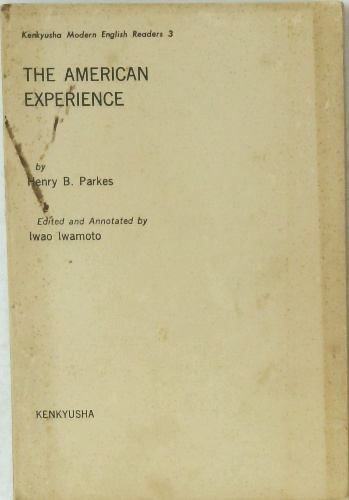 Kenkyusha Modern English Readers 3
THE AMERICAN
EXPERIENCE
by
Henry B. Parkes
Edited and Annotated by
Iwao Iwamoto
KENKYUSHA